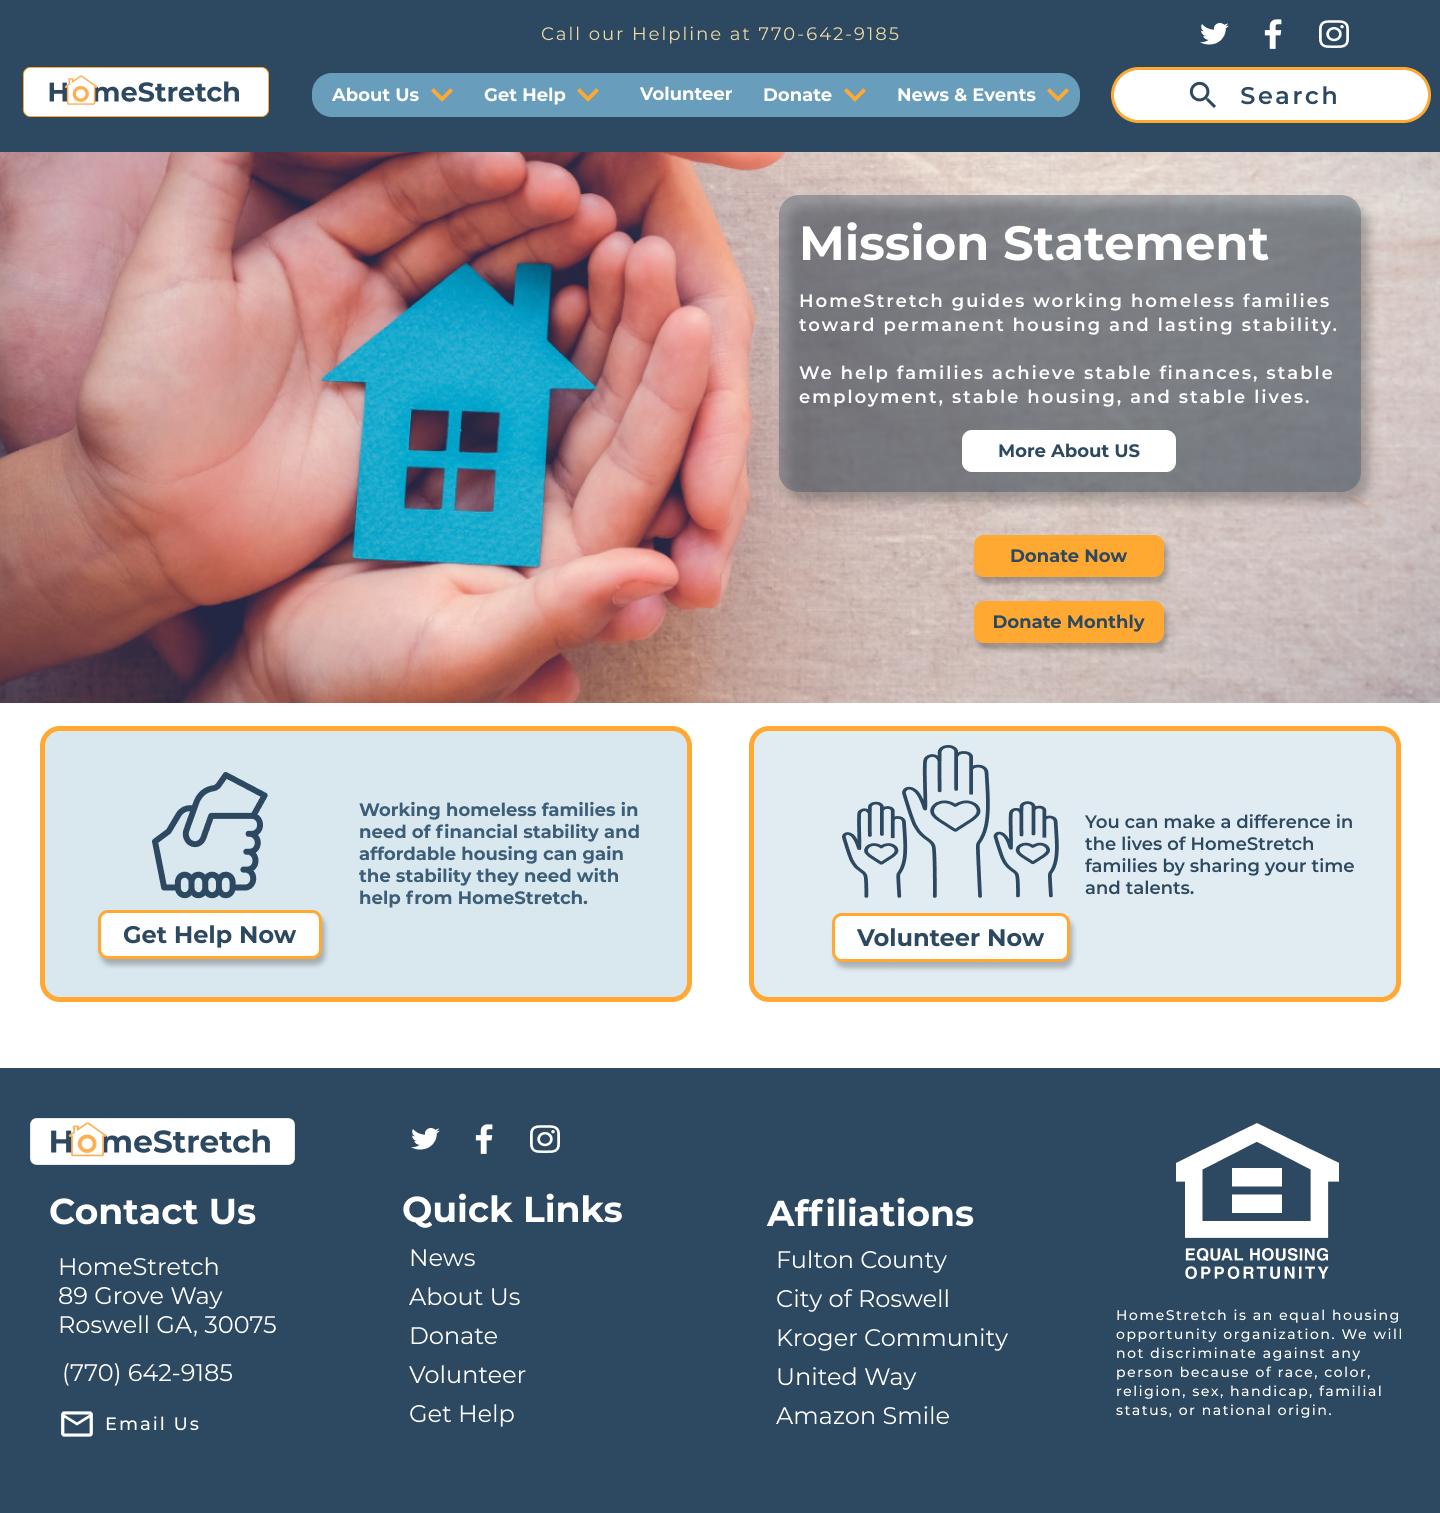 Call our Helpline at 770-642-9185
HomeStretch
About Us
Get Help
Volunteer
Donate
News & Events
Search
Mission Statement
HomeStretch guides working homeless families
toward permanent housing and lasting stability.
We help families achieve stable finances, stable
employment, stable housing, and stable lives.
More About US
Donate Now
Donate Monthly
Working homeless families in
need of financial stability and
affordable housing can gain
the stability they need with
help from HomeStretch.
Get Help Now
You can make a difference in
the lives of HomeStretch
families by sharing your time
and talents.
Volunteer Now
HomeStretch
Contact Us
HomeStretch
89 Grove Way
Roswell GA, 30075
(770) 642-9185
Email Us
Quick Links
News
About Us
Donate
Volunteer
Get Help
Affiliations
Fulton County
City of Roswell
Kroger Community
United Way
Amazon Smile
EQUAL HOUSING
OPPORTUNITY
HomeStretch is an equal housing
opportunity organization. We will
not discriminate against any
person because of race, color,
religion, sex, handicap, familial
status, or national origin.